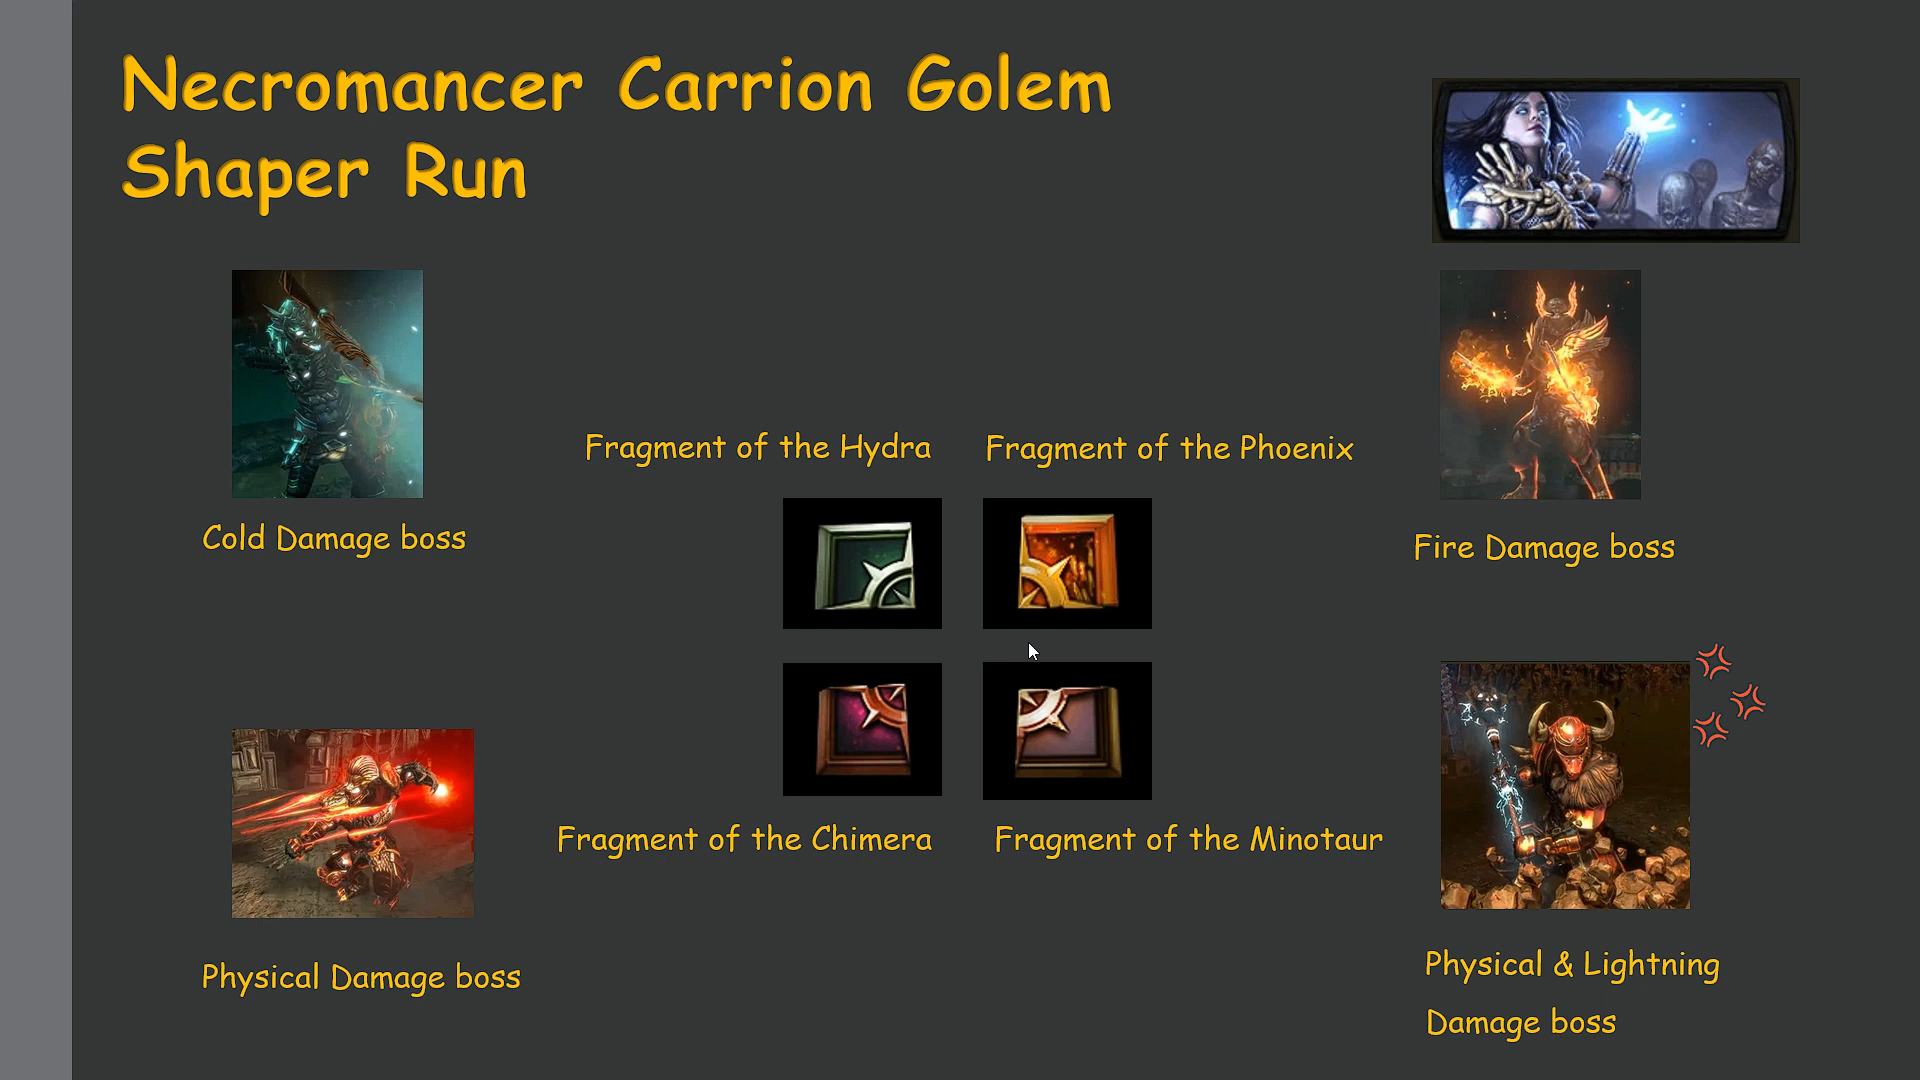 Necromancer Carrion Golem
Shaper Run
Fragment of the Hydra
Fragment of the Phoenix
Cold Damage boss
Fire Damage boss
Fragment of the Chimera
Fragment of the Minotaur
Physical Damage boss
Physical & Lightning
Damage boss